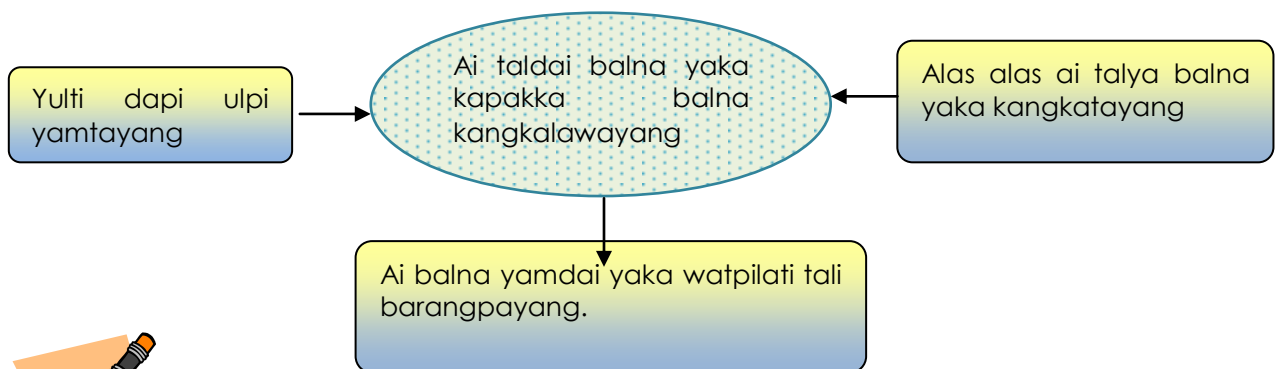 Yulti dapi ulpi
yamtayang
Ai taldai balna yaka
kapakka balna
kangkalawayang
Alas alas ai talya balna
yaka kangkatayang
Ai balna yamdai yaka watpilati tali
barangpayang.